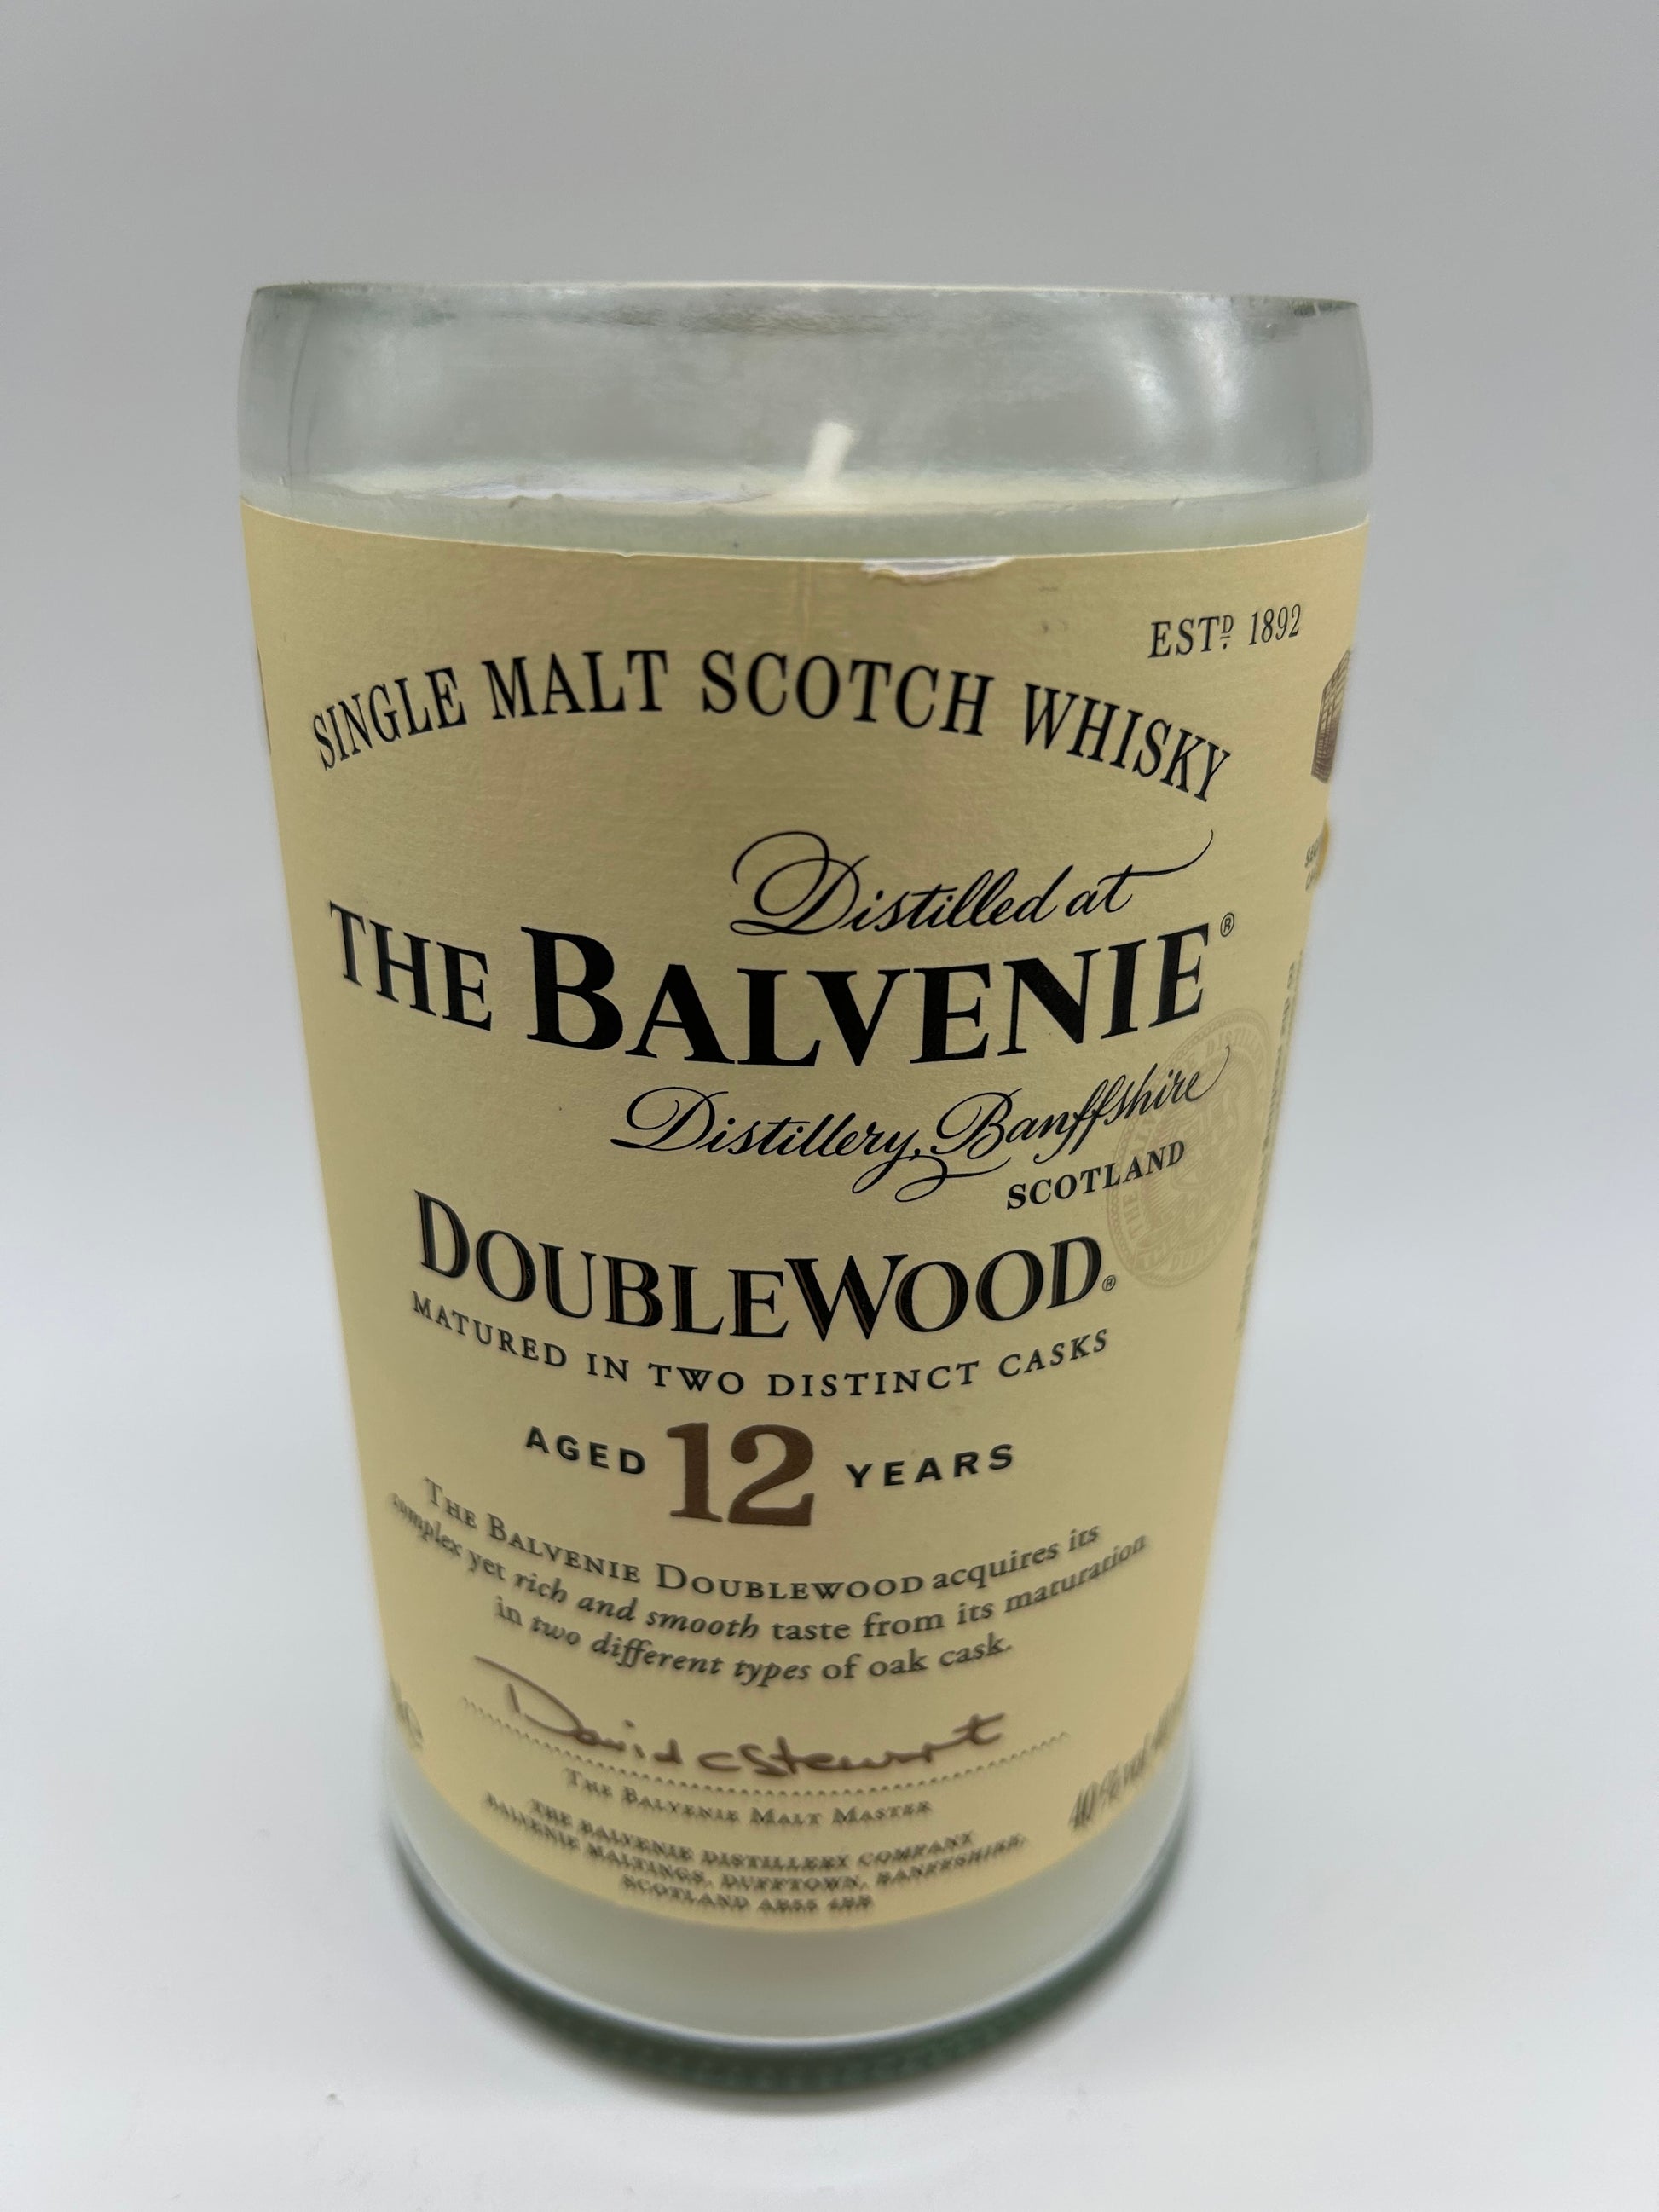 ESTD 1892
SINGLE MALT SCOTCH WHISKY
Distilled at
THE BALVENIE®
Distillery, Banffshire
SCOTLAND
DOUBLEWOOD®
MATURED IN TWO DISTINCT CASKS
AGED 12 YEARS
THE BALVENIE DOUBLEWOOD acquires its
complex yet rich and smooth taste from its maturation
in two different types of oak cask.
David C Stewart
THE BALVENIE MALT MASTER
THE BALVENIE DISTILLERY COMPANY
BALVENIE MALTINGS, DUFFTOWN, BANFFSHIRE,
SCOTLAND AB55 4BB
40%vol